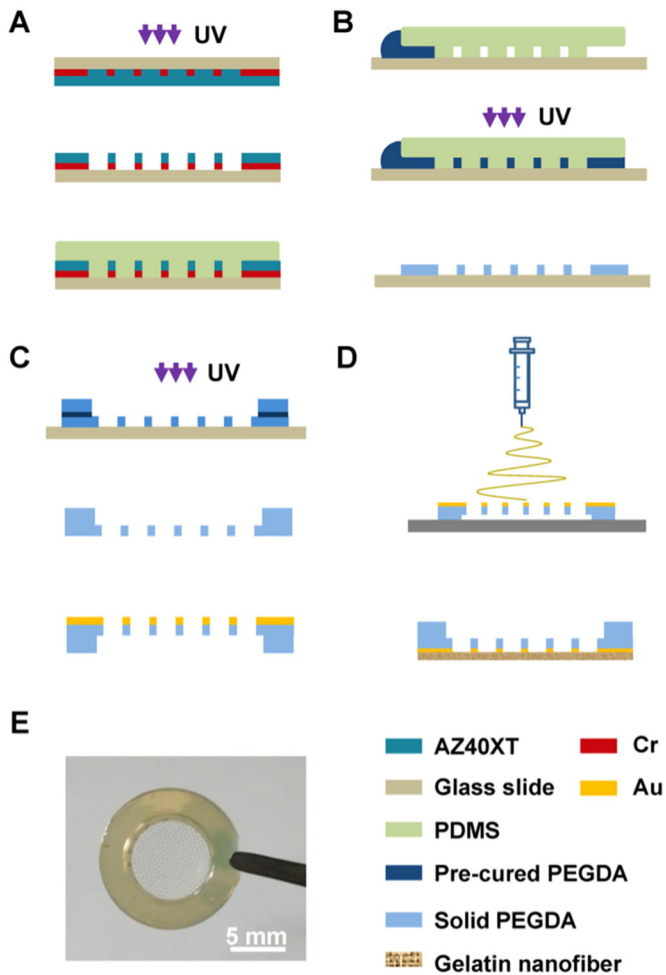 A
UV
B
UV
C
UV
D
E
5 mm
AZ40XT
Cr
Glass slide
Au
PDMS
Pre-cured PEGDA
Solid PEGDA
Gelatin nanofiber